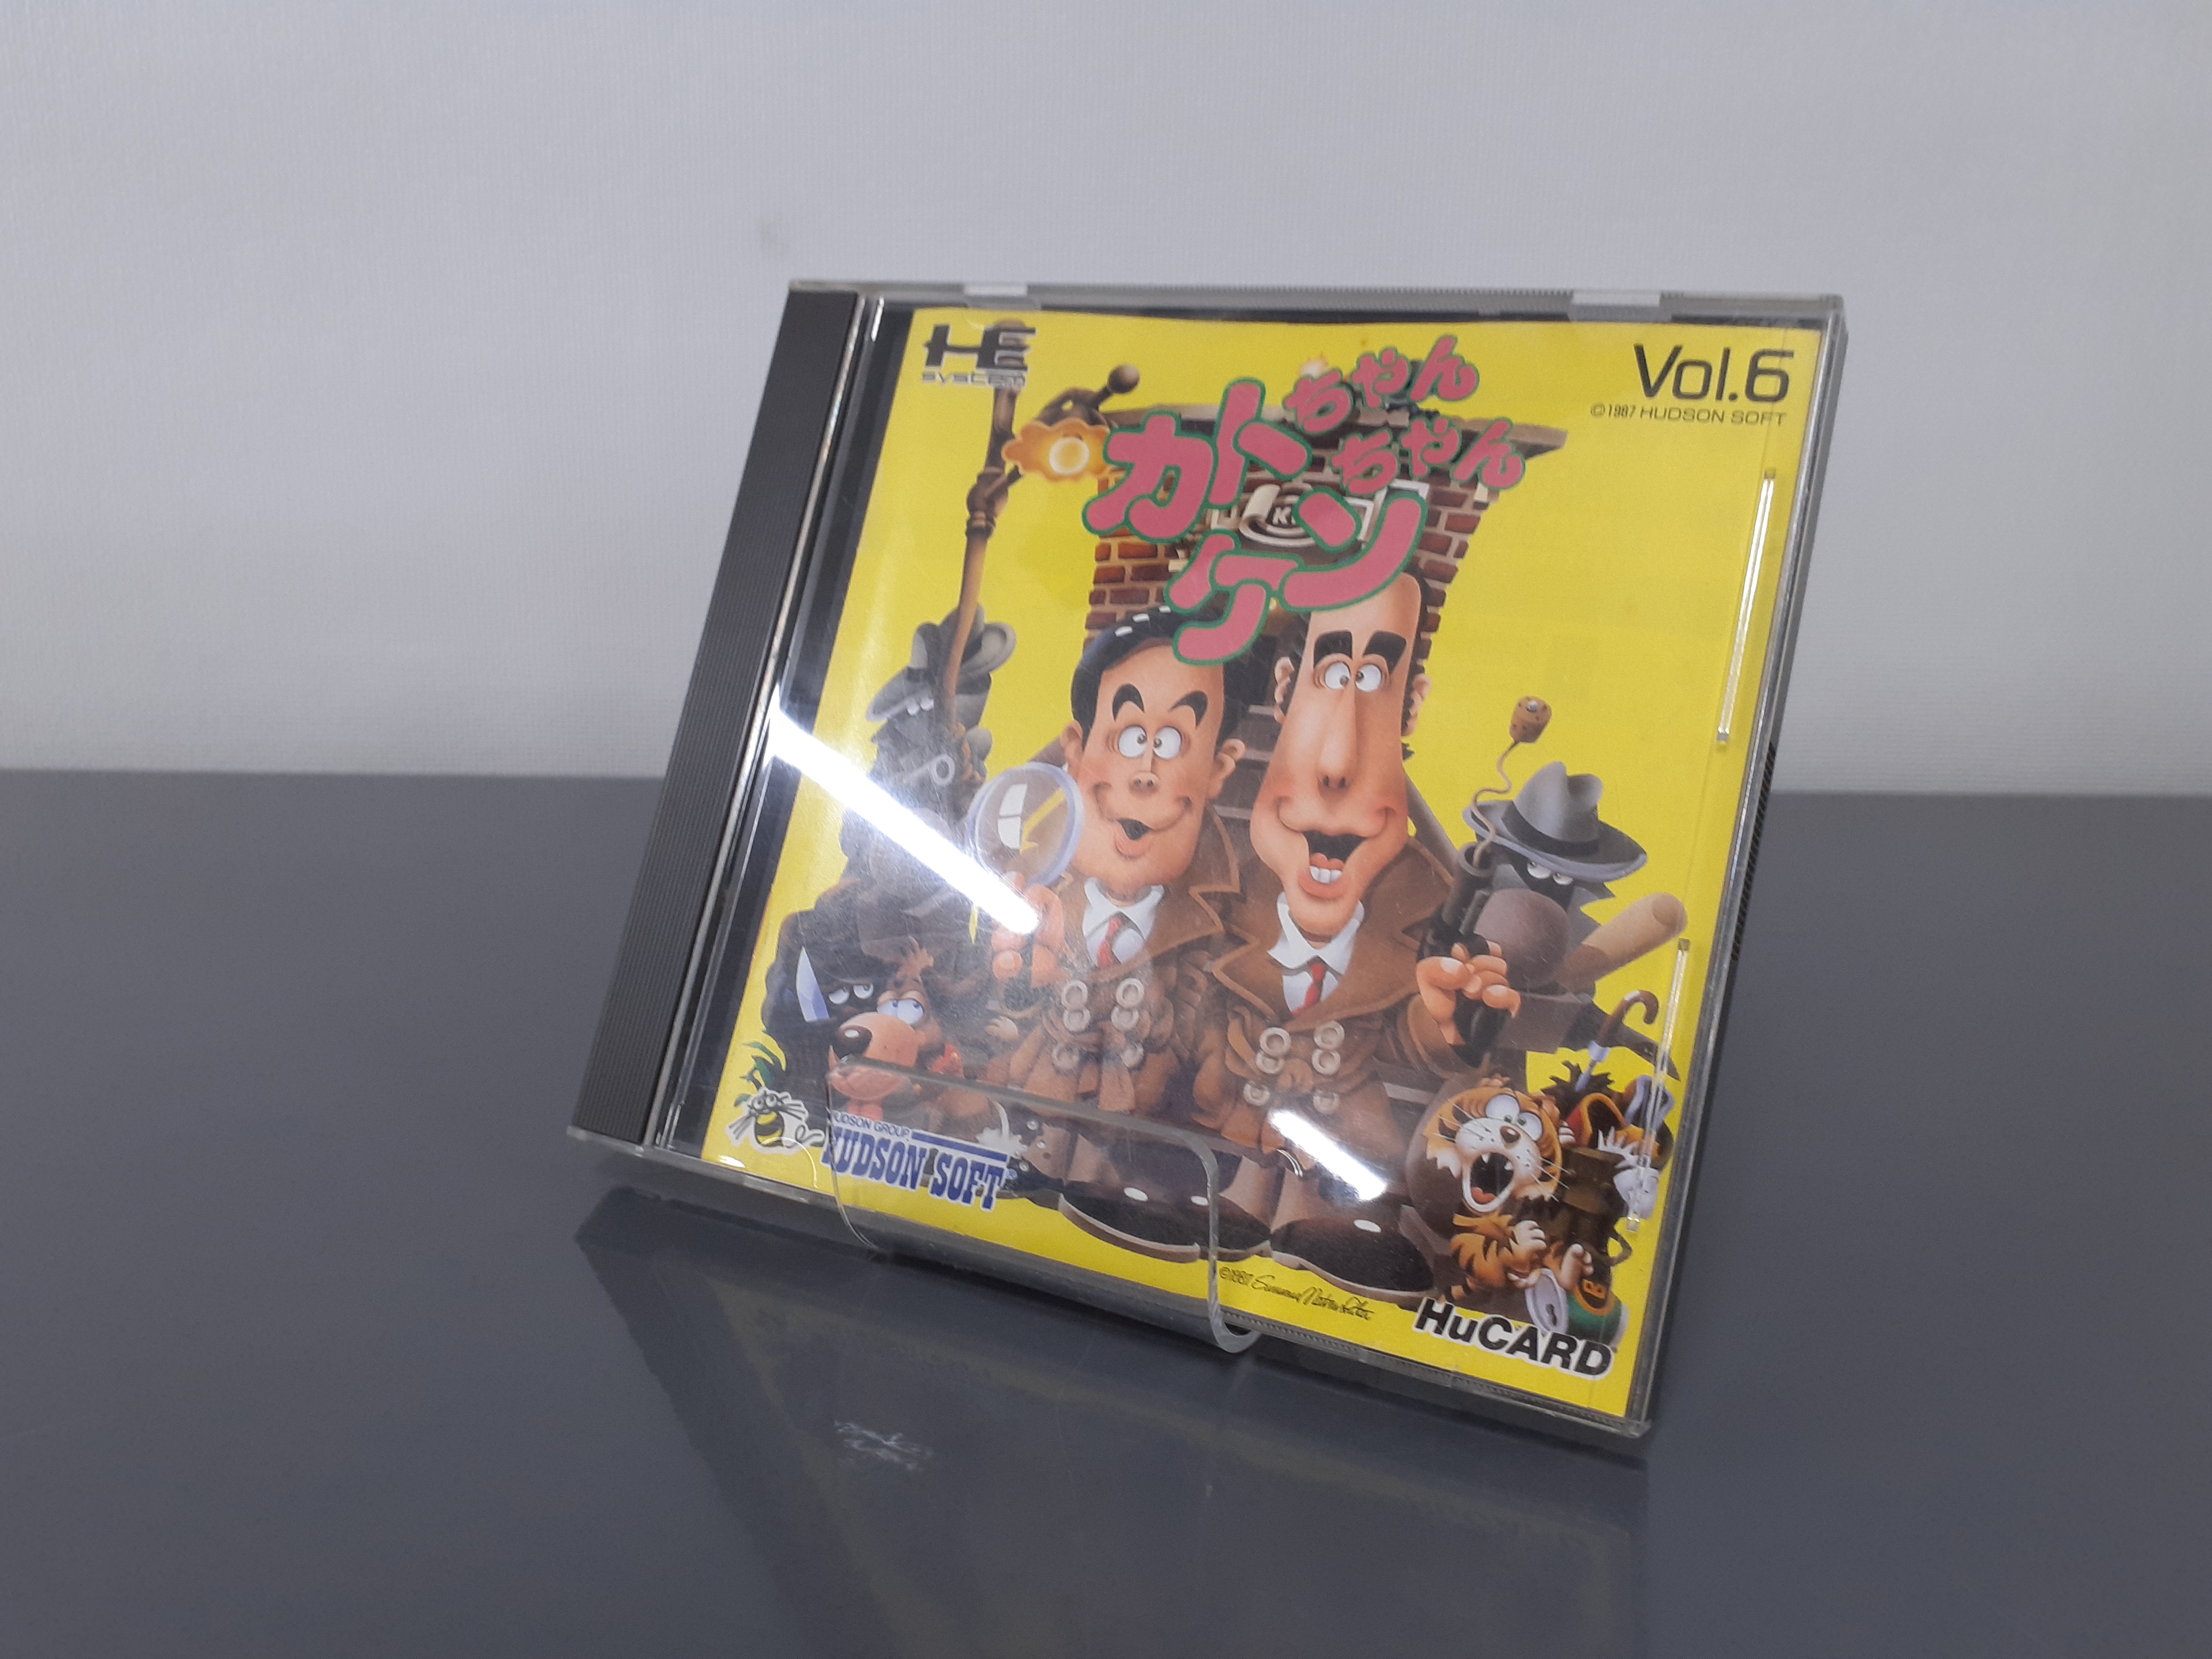 HE
system
Vol.6
©1987 HUDSON SOFT
カトちゃん
ケンちゃん
HUDSON GROUP
HUDSON SOFT
©1987
HuCARD